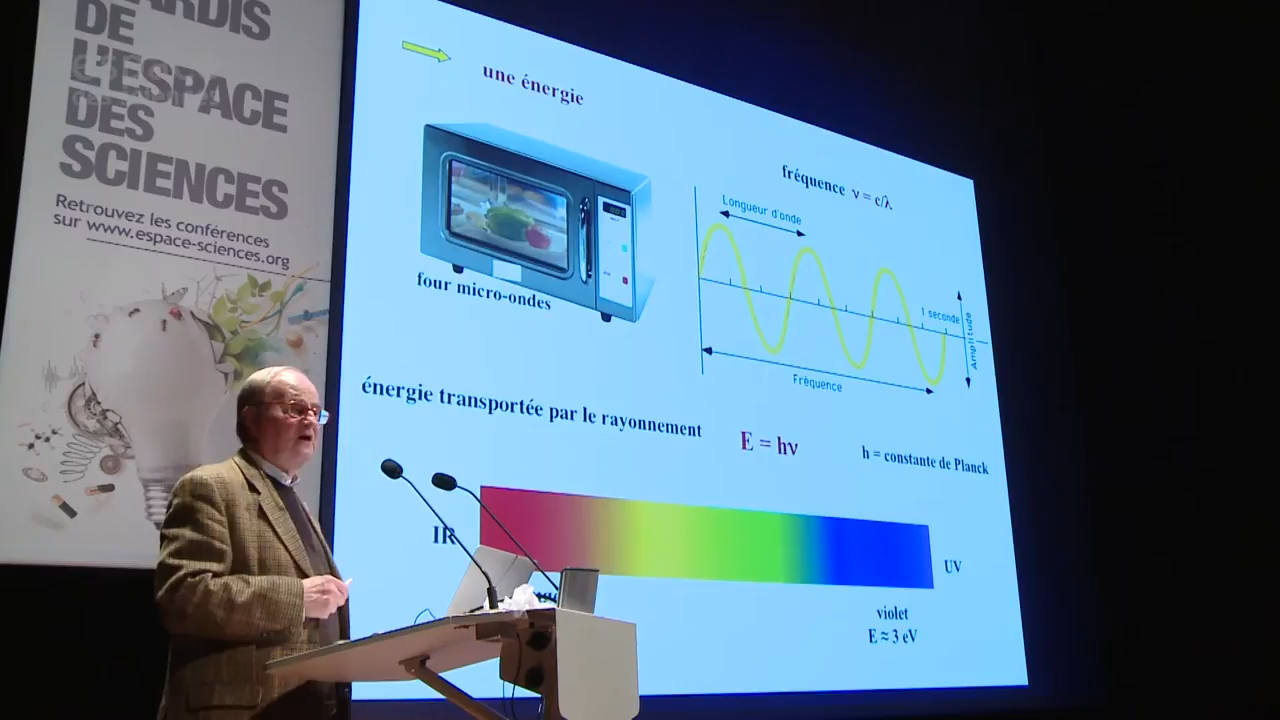 DE
L'ESPACE
DES
SCIENCES
Retrouvez les conférences
sur www.espace-sciences.org
une énergie
four micro-ondes
fréquence ν = c/λ
Longueur d'onde
1 seconde
Amplitude
Fréquence
énergie transportée par le rayonnement
E = hν
h = constante de Planck
IR
UV
violet
E ≈ 3 eV